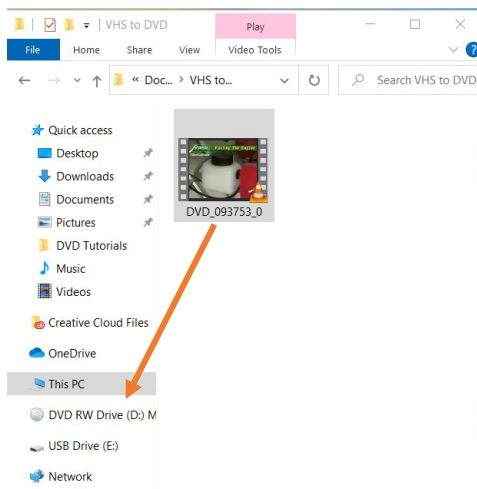 VHS to DVD
Play
File
Home
Share
View
Video Tools
?
« Doc... > VHS to...
Search VHS to DVD
Quick access
Desktop
Downloads
Documents
Pictures
DVD Tutorials
Music
Videos
Creative Cloud Files
OneDrive
This PC
DVD RW Drive (D:) M
USB Drive (E:)
Network
DVD_093753_0